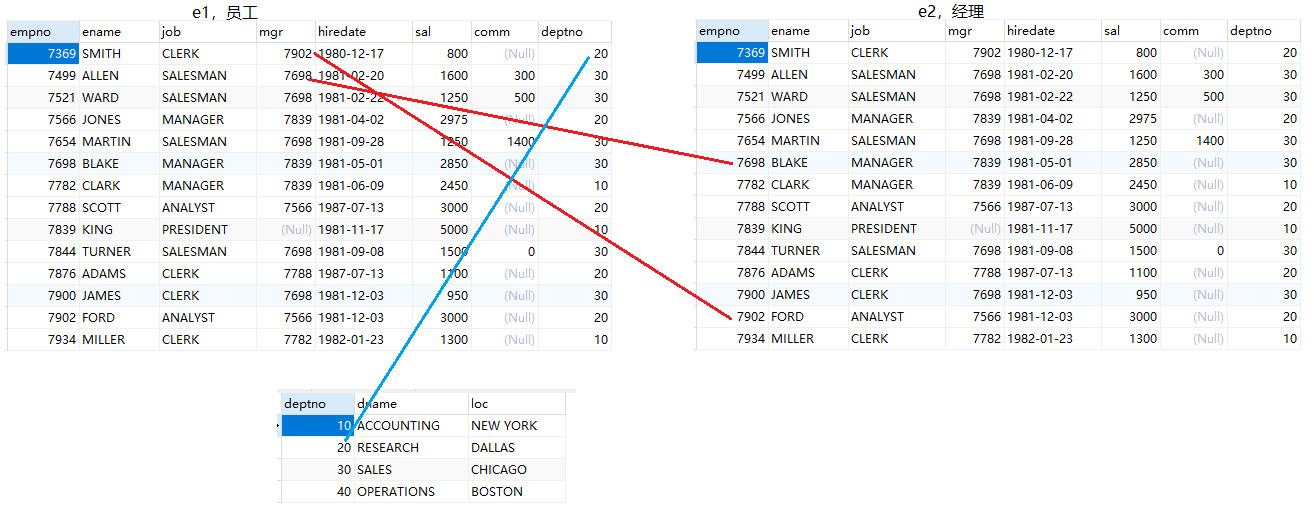 e1，员工
empno ename job mgr hiredate sal comm deptno
7369 SMITH CLERK 7902 1980-12-17 800 (Null) 20
7499 ALLEN SALESMAN 7698 1981-02-20 1600 300 30
7521 WARD SALESMAN 7698 1981-02-22 1250 500 30
7566 JONES MANAGER 7839 1981-04-02 2975 (Null) 20
7654 MARTIN SALESMAN 7698 1981-09-28 1250 1400 30
7698 BLAKE MANAGER 7839 1981-05-01 2850 (Null) 30
7782 CLARK MANAGER 7839 1981-06-09 2450 (Null) 10
7788 SCOTT ANALYST 7566 1987-07-13 3000 (Null) 20
7839 KING PRESIDENT (Null) 1981-11-17 5000 (Null) 10
7844 TURNER SALESMAN 7698 1981-09-08 1500 0 30
7876 ADAMS CLERK 7788 1987-07-13 1100 (Null) 20
7900 JAMES CLERK 7698 1981-12-03 950 (Null) 30
7902 FORD ANALYST 7566 1981-12-03 3000 (Null) 20
7934 MILLER CLERK 7782 1982-01-23 1300 (Null) 10
e2，经理
empno ename job mgr hiredate sal comm deptno
7369 SMITH CLERK 7902 1980-12-17 800 (Null) 20
7499 ALLEN SALESMAN 7698 1981-02-20 1600 300 30
7521 WARD SALESMAN 7698 1981-02-22 1250 500 30
7566 JONES MANAGER 7839 1981-04-02 2975 (Null) 20
7654 MARTIN SALESMAN 7698 1981-09-28 1250 1400 30
7698 BLAKE MANAGER 7839 1981-05-01 2850 (Null) 30
7782 CLARK MANAGER 7839 1981-06-09 2450 (Null) 10
7788 SCOTT ANALYST 7566 1987-07-13 3000 (Null) 20
7839 KING PRESIDENT (Null) 1981-11-17 5000 (Null) 10
7844 TURNER SALESMAN 7698 1981-09-08 1500 0 30
7876 ADAMS CLERK 7788 1987-07-13 1100 (Null) 20
7900 JAMES CLERK 7698 1981-12-03 950 (Null) 30
7902 FORD ANALYST 7566 1981-12-03 3000 (Null) 20
7934 MILLER CLERK 7782 1982-01-23 1300 (Null) 10
deptno dname loc
10 ACCOUNTING NEW YORK
20 RESEARCH DALLAS
30 SALES CHICAGO
40 OPERATIONS BOSTON